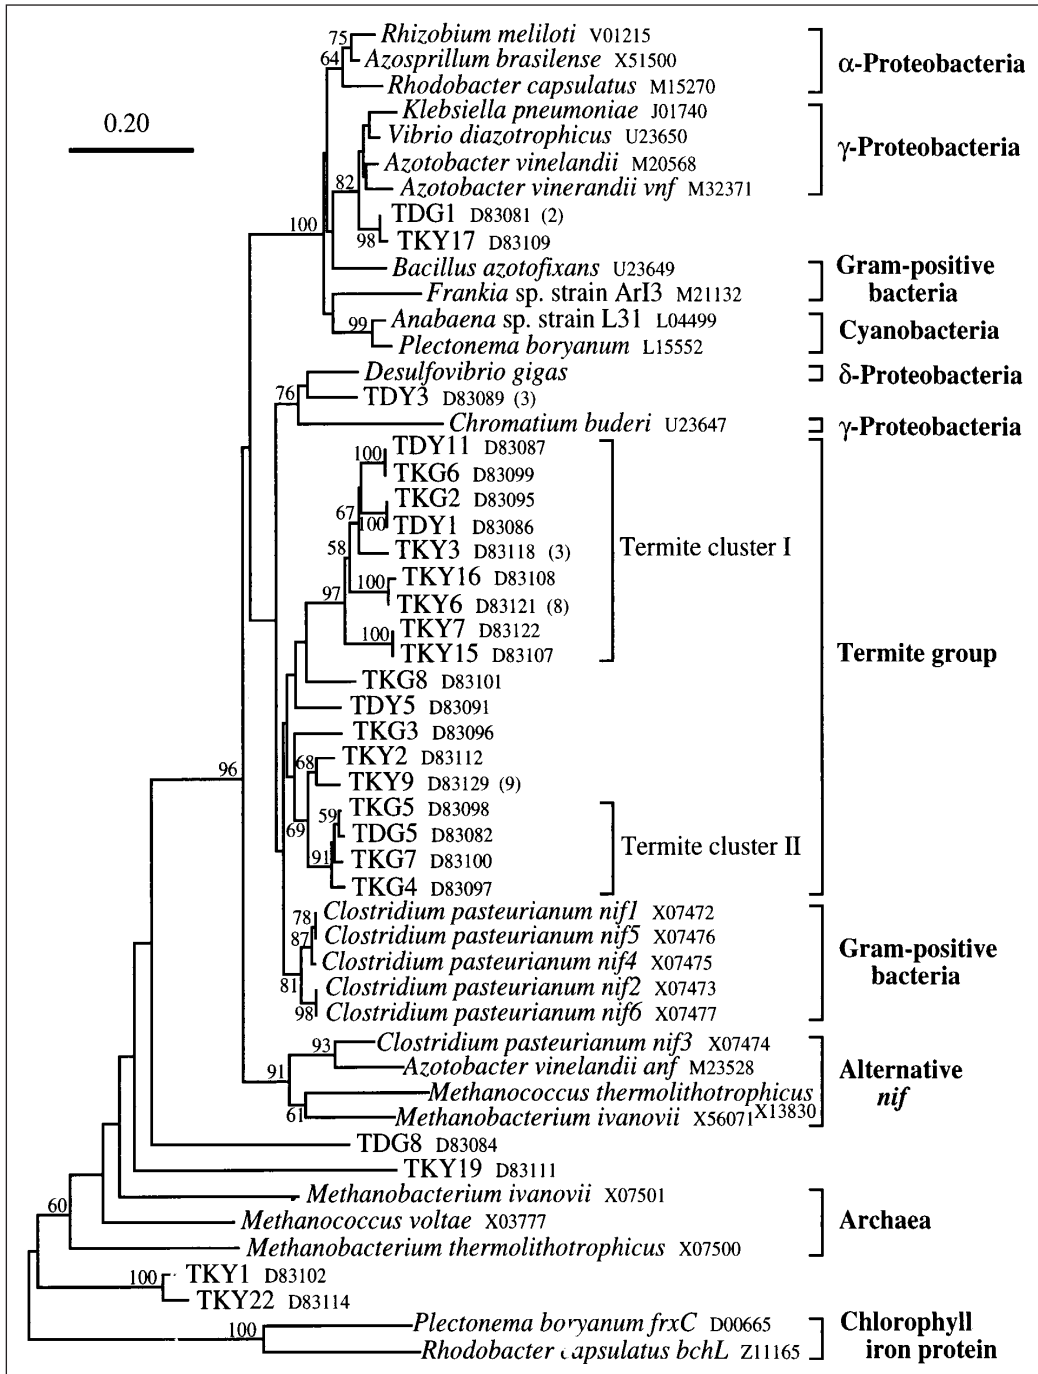 75 Rhizobium meliloti V01215
64 Azosprillum brasilense X51500
Rhodobacter capsulatus M15270
α-Proteobacteria
0.20
Klebsiella pneumoniae J01740
Vibrio diazotrophicus U23650
Azotobacter vinelandii M20568
82 Azotobacter vinerandii vnf M32371
γ-Proteobacteria
TDG1 D83081 (2)
100 98 TKY17 D83109
Bacillus azotofixans U23649
Frankia sp. strain ArI3 M21132
Gram-positive
bacteria
Anabaena sp. strain L31 L04499
99 Plectonema boryanum L15552
Cyanobacteria
Desulfovibrio gigas
δ-Proteobacteria
76 TDY3 D83089 (3)
Chromatium buderi U23647
γ-Proteobacteria
TDY11 D83087
100 TKG6 D83099
TKG2 D83095
67 100 TDY1 D83086
58 TKY3 D83118 (3)
Termite cluster I
TKY16 D83108
100 TKY6 D83121 (8)
97 TKY7 D83122
100 TKY15 D83107
Termite group
TKG8 D83101
TDY5 D83091
TKG3 D83096
TKY2 D83112
68 TKY9 D83129 (9)
96 TKG5 D83098
59 TDG5 D83082
69 TKG7 D83100
91 TKG4 D83097
Termite cluster II
78 Clostridium pasteurianum nif1 X07472
Clostridium pasteurianum nif5 X07476
87 Clostridium pasteurianum nif4 X07475
81 Clostridium pasteurianum nif2 X07473
98 Clostridium pasteurianum nif6 X07477
Gram-positive
bacteria
93 Clostridium pasteurianum nif3 X07474
Azotobacter vinelandii anf M23528
91 Methanococcus thermolithotrophicus X13830
61 Methanobacterium ivanovii X56071
Alternative
nif
TDG8 D83084
TKY19 D83111
Methanobacterium ivanovii X07501
60 Methanococcus voltae X03777
Methanobacterium thermolithotrophicus X07500
Archaea
100 TKY1 D83102
TKY22 D83114
100 Plectonema boryanum frxC D00665
Rhodobacter capsulatus bchL Z11165
Chlorophyll
iron protein